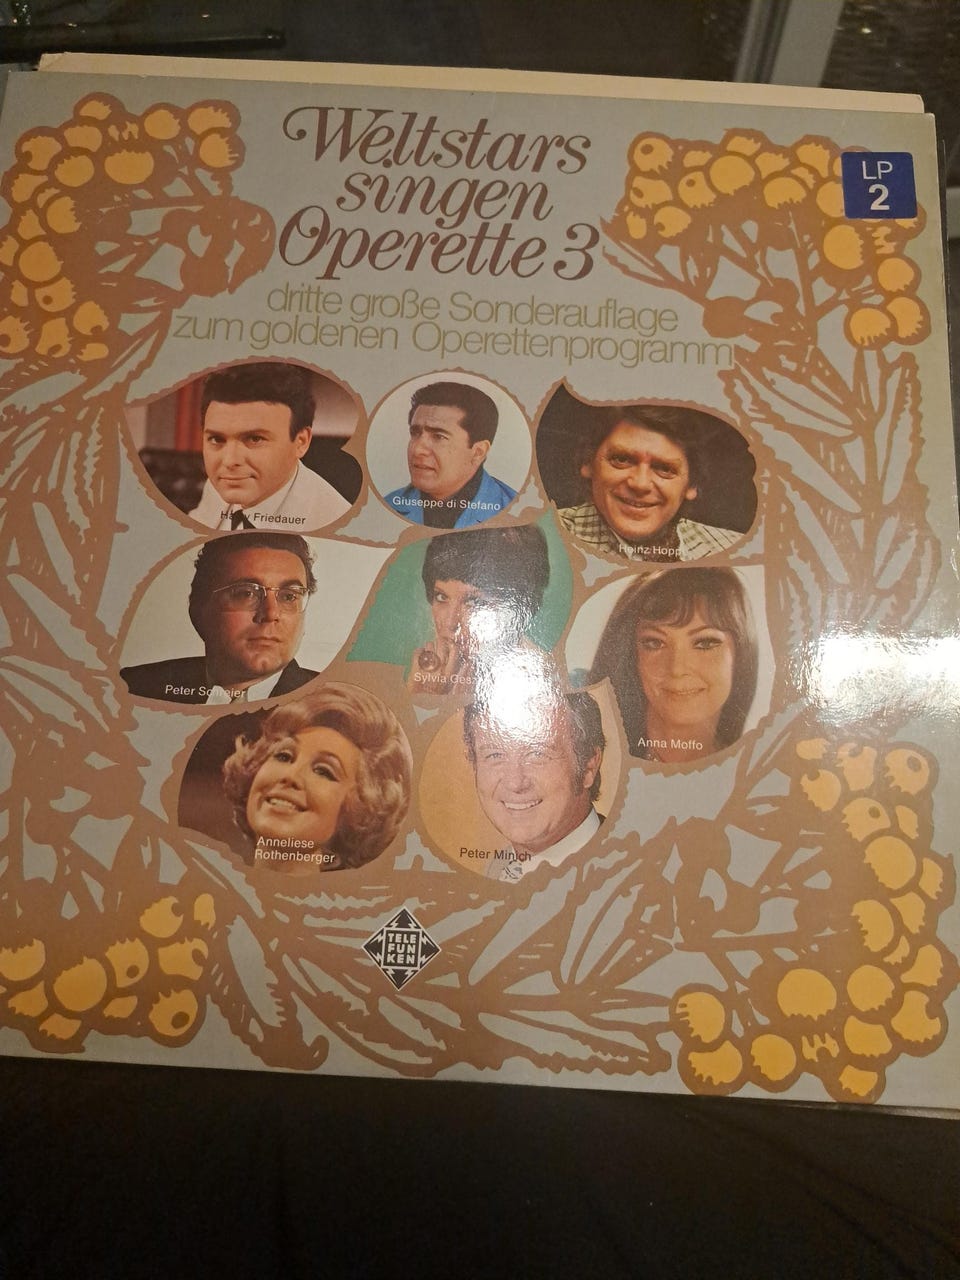 Weltstars
singen
Operette 3
LP
2
dritte große Sonderauflage
zum goldenen Operettenprogramm
Friedauer
Giuseppe di Stefano
Heinz Hoppe
Peter Schreier
Sylvia
Anna Moffo
Anneliese
Rothenberger
Peter Minich
TELE
FUN
KEN